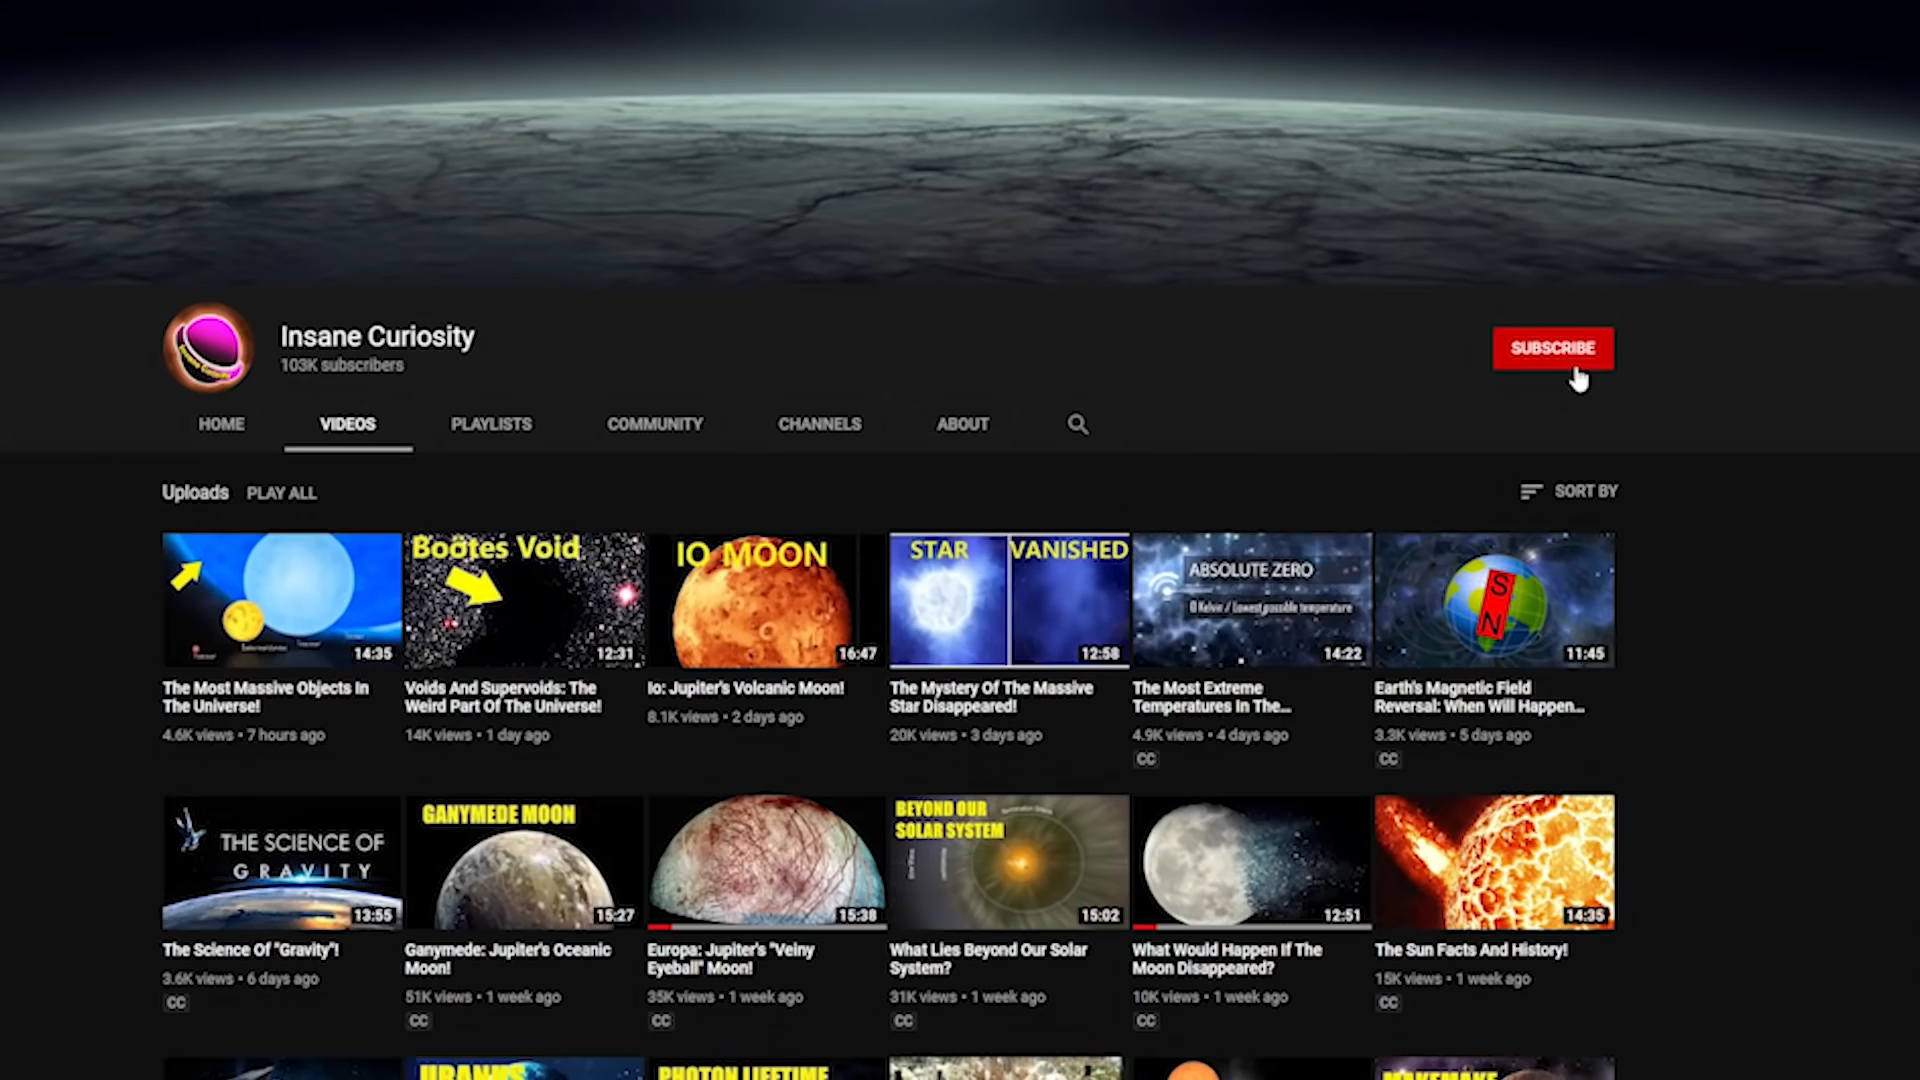 Insane Curiosity
103K subscribers
SUBSCRIBE
HOME VIDEOS PLAYLISTS COMMUNITY CHANNELS ABOUT
Uploads PLAY ALL SORT BY
14:35
Bootes Void
12:31
IO MOON
16:47
STAR VANISHED
12:58
ABSOLUTE ZERO
0 Kelvin / Lowest possible temperature
14:22
S
N
11:45
The Most Massive Objects In
The Universe!
4.6K views • 7 hours ago
Voids And Supervoids: The
Weird Part Of The Universe!
14K views • 1 day ago
Io: Jupiter's Volcanic Moon!
8.1K views • 2 days ago
The Mystery Of The Massive
Star Disappeared!
20K views • 3 days ago
The Most Extreme
Temperatures In The...
4.9K views • 4 days ago
CC
Earth's Magnetic Field
Reversal: When Will Happen...
3.3K views • 5 days ago
CC
THE SCIENCE OF
GRAVITY
13:55
GANYMEDE MOON
15:27
15:38
BEYOND OUR
SOLAR SYSTEM
15:02
12:51
14:35
The Science Of "Gravity"!
3.6K views • 6 days ago
CC
Ganymede: Jupiter's Oceanic
Moon!
51K views • 1 week ago
CC
Europa: Jupiter's "Veiny
Eyeball" Moon!
35K views • 1 week ago
CC
What Lies Beyond Our Solar
System?
31K views • 1 week ago
CC
What Would Happen If The
Moon Disappeared?
10K views • 1 week ago
CC
The Sun Facts And History!
15K views • 1 week ago
CC
URANUS
PHOTON LIFETIME
MAKEMAKE